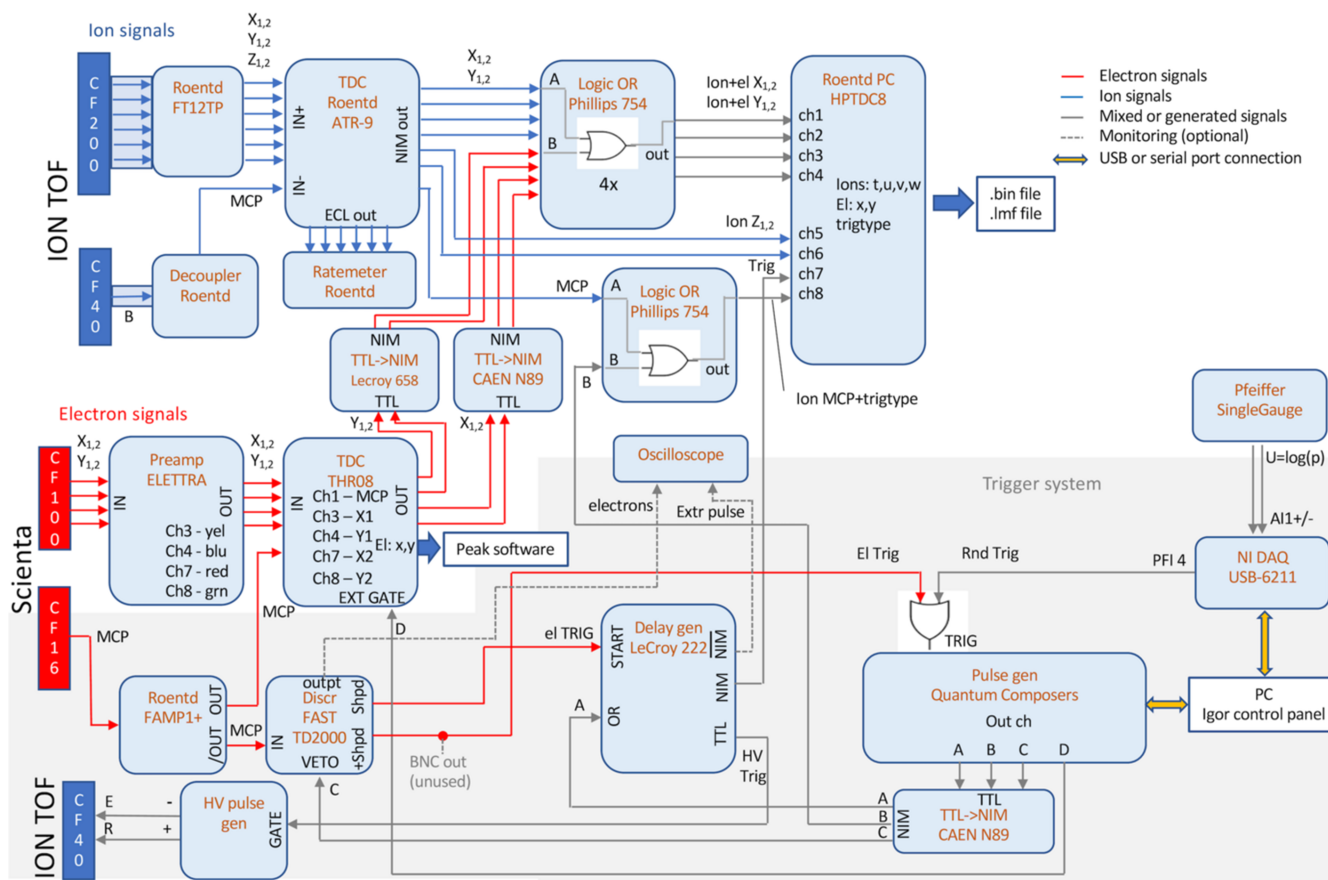 Ion signals
X1,2
Y1,2
Z1,2
CF200
Roentd
FT12TP
TDC
Roentd
ATR-9
IN+
IN-
NIM out
ECL out
X1,2
Y1,2
A
B
Logic OR
Phillips 754
out
4x
Ion+el X1,2
Ion+el Y1,2
Roentd PC
HPTDC8
ch1
ch2
ch3
ch4
Ions: t,u,v,w
El: x,y
trigtype
ch5
ch6
ch7
ch8
.bin file
.lmf file
Electron signals
Ion signals
Mixed or generated signals
Monitoring (optional)
USB or serial port connection
ION TOF
MCP
CF40
B
Decoupler
Roentd
Ratemeter
Roentd
Ion Z1,2
Trig
MCP
A
Logic OR
Phillips 754
B
B
out
Ion MCP+trigtype
NIM
TTL->NIM
Lecroy 658
TTL
NIM
TTL->NIM
CAEN N89
TTL
Y1,2
X1,2
Electron signals
X1,2
Y1,2
CF100
Preamp
ELETTRA
IN
OUT
Ch3 - yel
Ch4 - blu
Ch7 - red
Ch8 - grn
X1,2
Y1,2
TDC
THR08
IN
OUT
Ch1 – MCP
Ch3 – X1
Ch4 – Y1
Ch7 – X2
Ch8 – Y2
El: x,y
EXT GATE
Peak software
Oscilloscope
electrons
Extr pulse
Trigger system
Pfeiffer
SingleGauge
U=log(p)
AI1+/-
NI DAQ
USB-6211
PFI 4
El Trig
Rnd Trig
TRIG
Scienta
CF16
MCP
MCP
D
Roentd
FAMP1+
OUT
/OUT
MCP
outpt
Discr
FAST
TD2000
IN
VETO
Shpd
+Shpd
C
el TRIG
BNC out
(unused)
Delay gen
LeCroy 222
START
OR
NIM
NIM
TTL
A
HV
Trig
Pulse gen
Quantum Composers
Out ch
A B C D
PC
Igor control panel
TTL
TTL->NIM
CAEN N89
NIM
A
B
C
ION TOF
CF40
E
R
-
+
HV pulse
gen
GATE